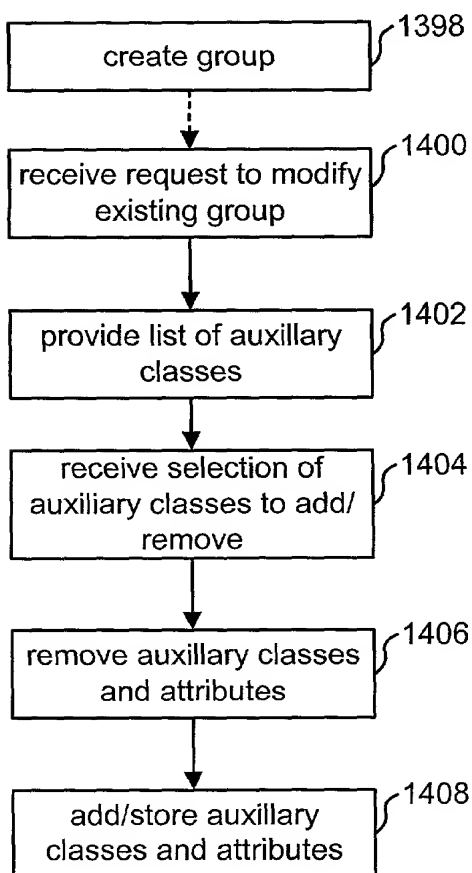 create group
1398
receive request to modify
existing group
1400
provide list of auxillary
classes
1402
receive selection of
auxiliary classes to add/
remove
1404
remove auxillary classes
and attributes
1406
add/store auxillary
classes and attributes
1408